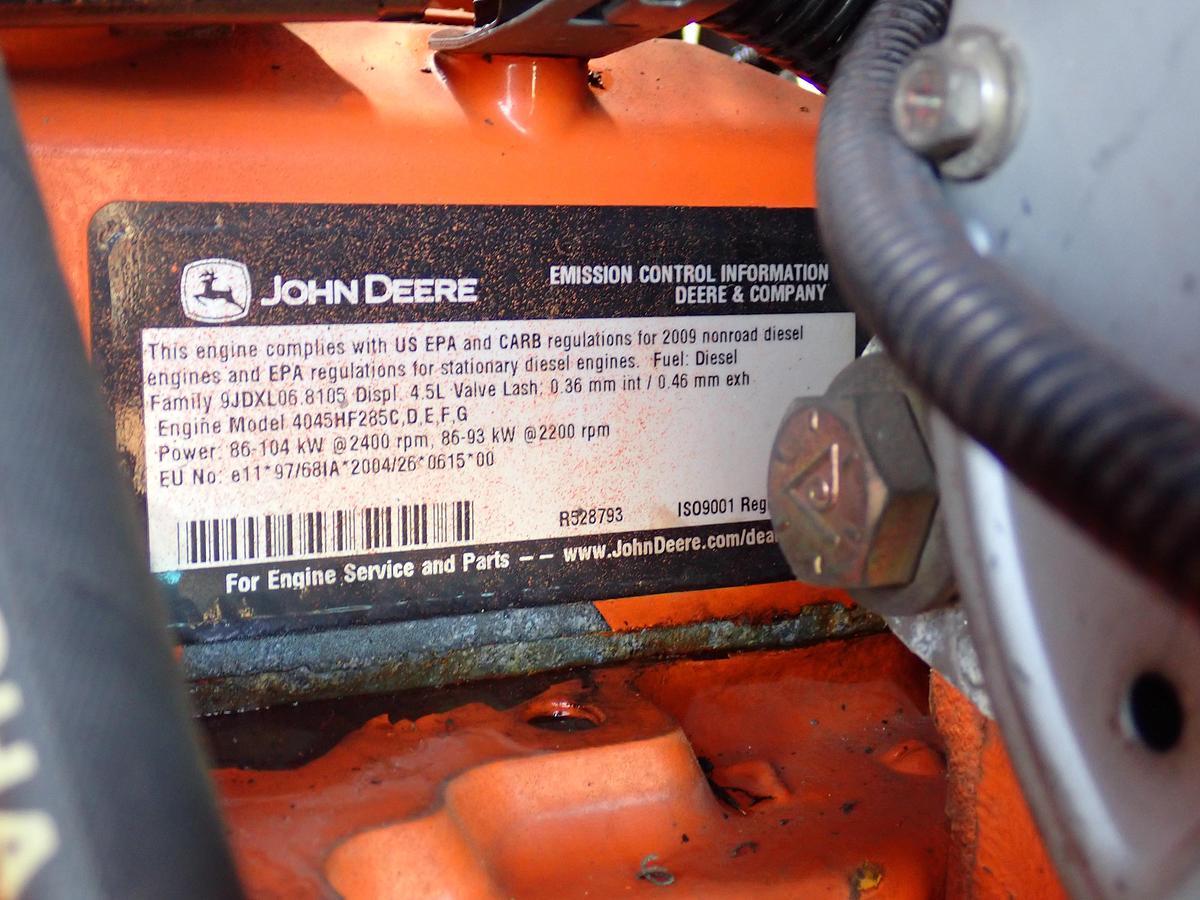 JOHN DEERE
EMISSION CONTROL INFORMATION
DEERE & COMPANY
This engine complies with US EPA and CARB regulations for 2009 nonroad diesel
engines and EPA regulations for stationary diesel engines. Fuel: Diesel
Family 9JDXL06.8105 Displ. 4.5L Valve Lash: 0.36 mm int / 0.46 mm exh
Engine Model 4045HF285C,D,E,F,G
Power: 86-104 kW @2400 rpm, 86-93 kW @2200 rpm
EU No: e11*97/68IA*2004/26*0615*00
R528793
ISO9001 Reg
For Engine Service and Parts -- www.JohnDeere.com/dea